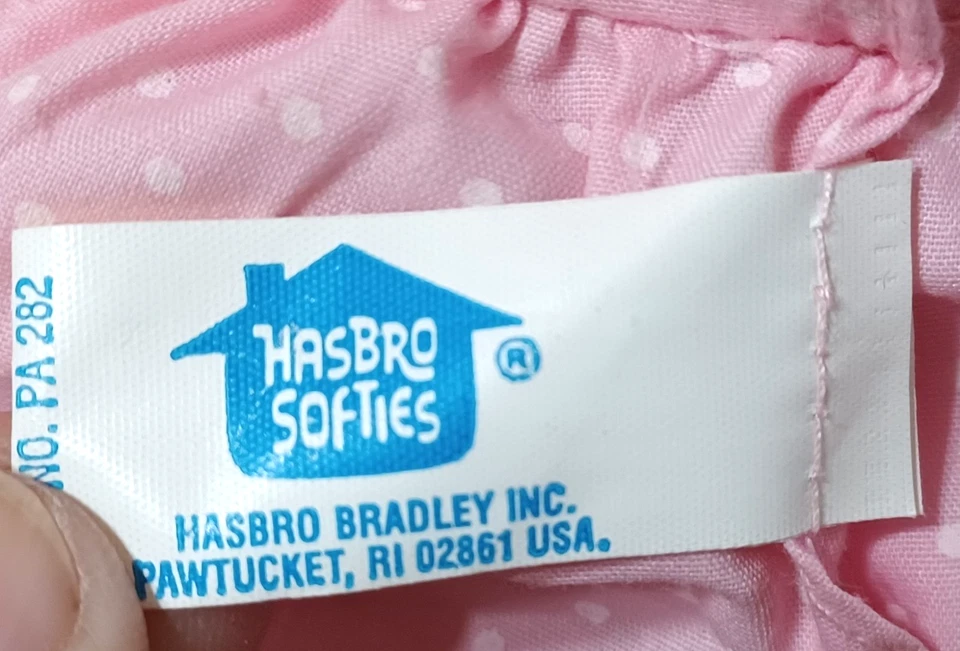 HASBRO
SOFTIES
®
HASBRO BRADLEY INC.
PAWTUCKET, RI 02861 USA.
NO. PA 282